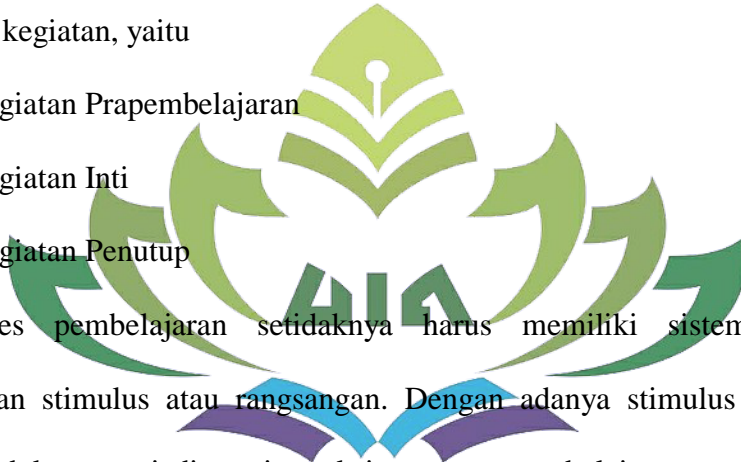 kegiatan, yaitu
giatan Prapembelajaran
giatan Inti
giatan Penutup
UIN
es pembelajaran setidaknya harus memiliki sistem
an stimulus atau rangsangan. Dengan adanya stimulus